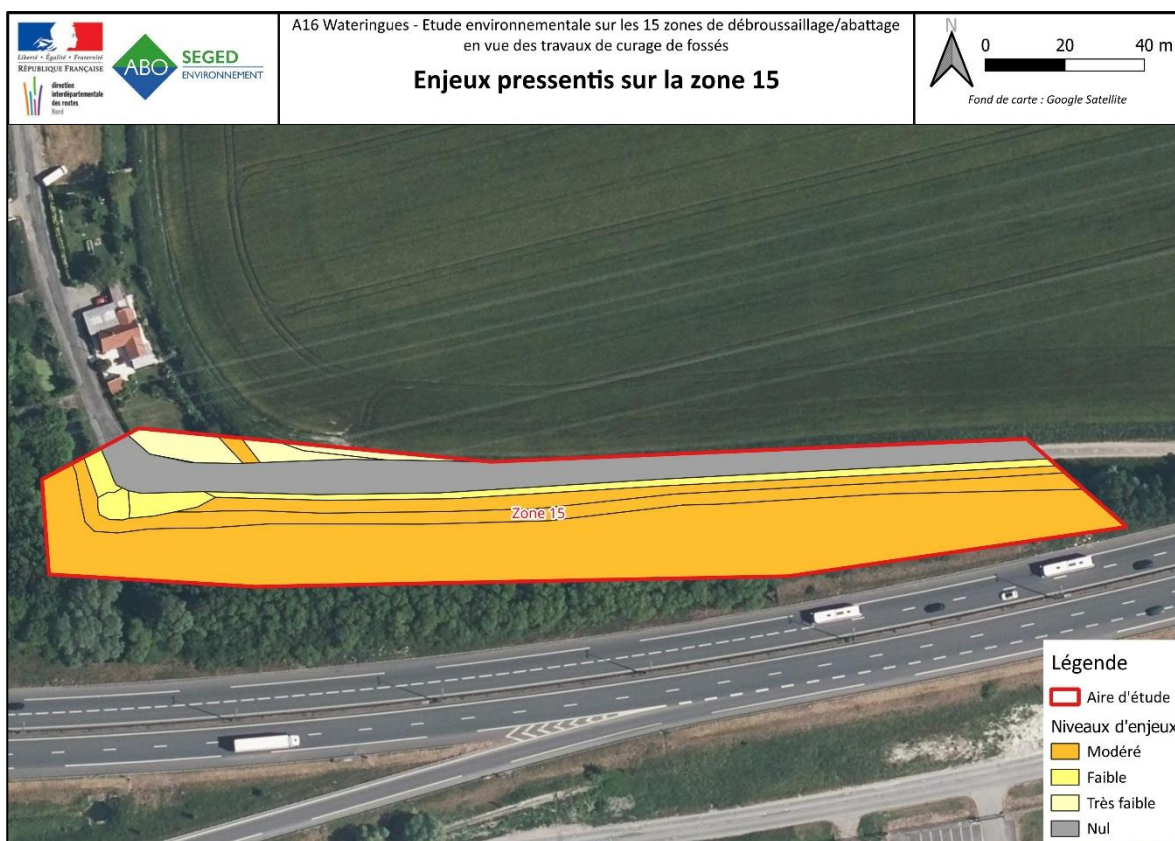 Liberté • Égalité • Fraternité
RÉPUBLIQUE FRANÇAISE
direction
interdépartementale
des routes
Nord
ABO
SEGED
ENVIRONNEMENT
A16 Wateringues - Etude environnementale sur les 15 zones de débroussaillage/abattage
en vue des travaux de curage de fossés
Enjeux pressentis sur la zone 15
N
0 20 40 m
Fond de carte : Google Satellite
Zone 15
Légende
Aire d'étude
Niveaux d'enjeux
Modéré
Faible
Très faible
Nul